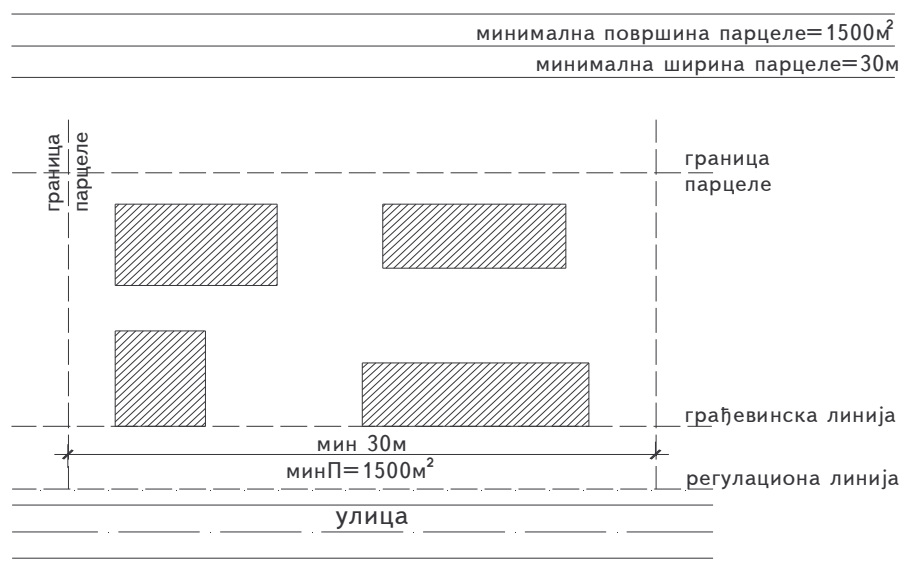 минимална површина парцеле=1500м²
минимална ширина парцеле=30м
граница
парцеле
граница
парцеле
грађевинска линија
мин 30м
минП=1500м²
регулациона линија
улица